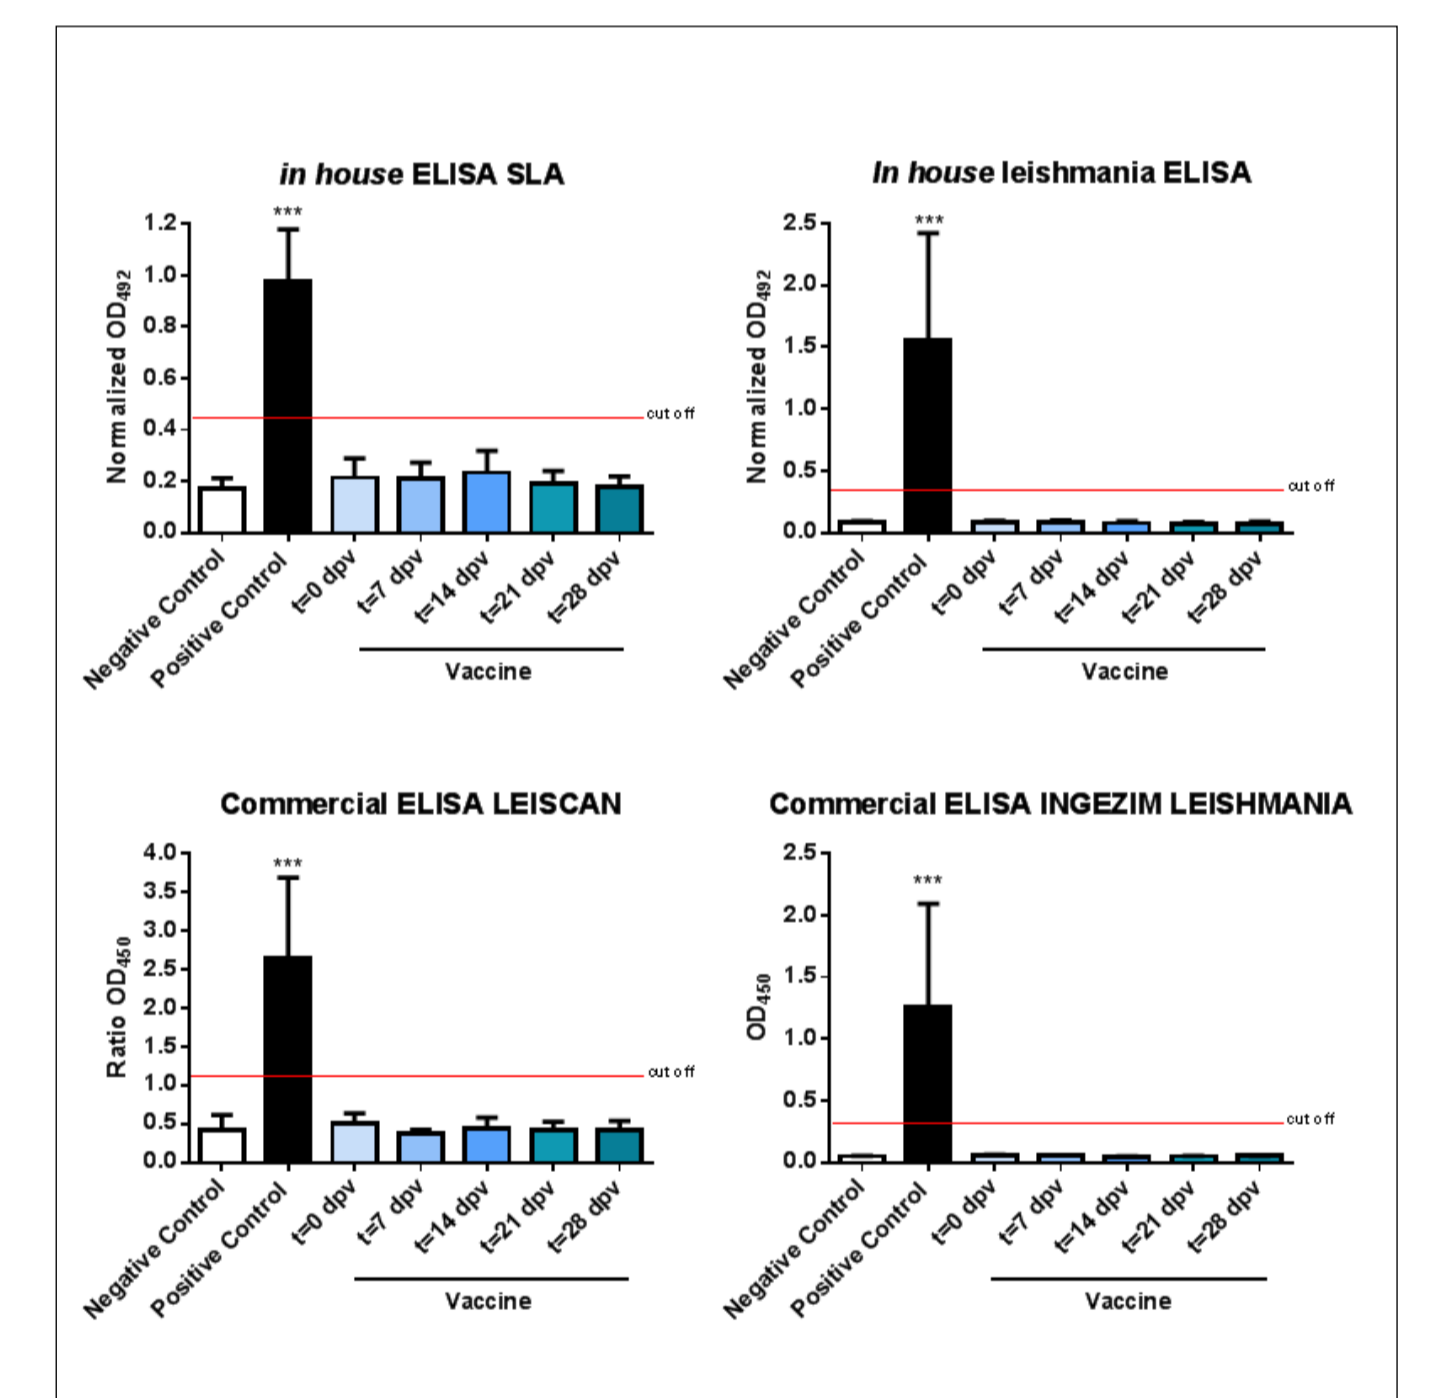 in house ELISA SLA
***
1.2
1.0
0.8
0.6
0.4
0.2
0.0
Normalized OD492
cut off
Negative Control
Positive Control
t=0 dpv
t=7 dpv
t=14 dpv
t=21 dpv
t=28 dpv
Vaccine
In house leishmania ELISA
***
2.5
2.0
1.5
1.0
0.5
0.0
Normalized OD492
cut off
Negative Control
Positive Control
t=0 dpv
t=7 dpv
t=14 dpv
t=21 dpv
t=28 dpv
Vaccine
Commercial ELISA LEISCAN
***
4.0
3.5
3.0
2.5
2.0
1.5
1.0
0.5
0.0
Ratio OD450
cut off
Negative Control
Positive Control
t=0 dpv
t=7 dpv
t=14 dpv
t=21 dpv
t=28 dpv
Vaccine
Commercial ELISA INGEZIM LEISHMANIA
***
2.5
2.0
1.5
1.0
0.5
0.0
OD450
cut off
Negative Control
Positive Control
t=0 dpv
t=7 dpv
t=14 dpv
t=21 dpv
t=28 dpv
Vaccine